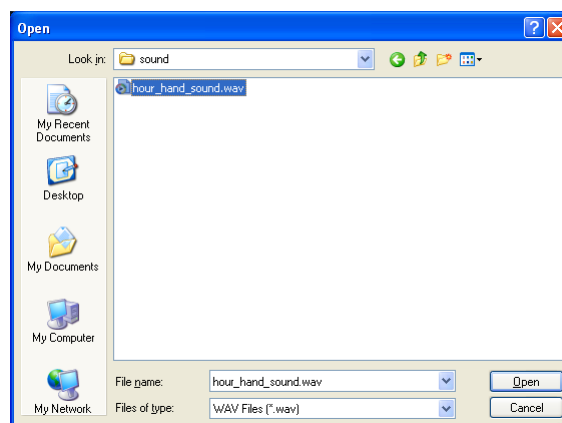 Open
Look in: sound
hour_hand_sound.wav
My Recent
Documents
Desktop
My Documents
My Computer
My Network
File name: hour_hand_sound.wav Open
Files of type: WAV Files (*.wav) Cancel